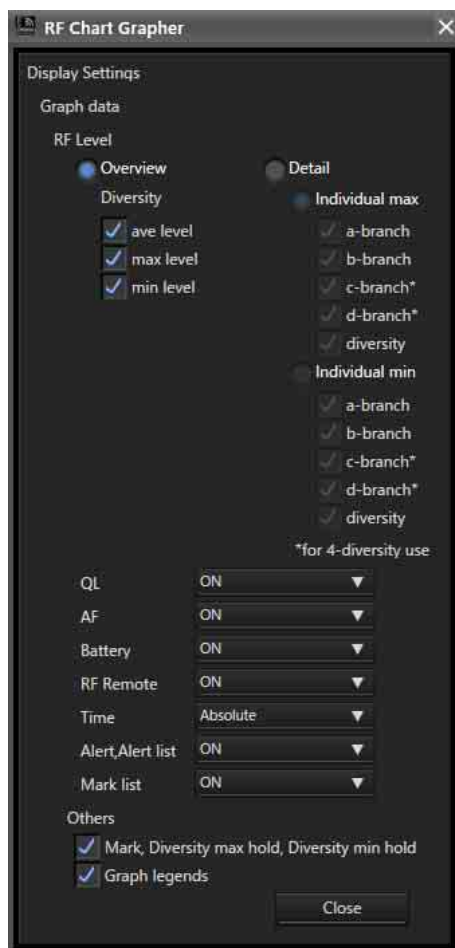 RF Chart Grapher
Display Settings
Graph data
RF Level
Overview
Detail
Diversity
ave level
max level
min level
Individual max
a-branch
b-branch
c-branch*
d-branch*
diversity
Individual min
a-branch
b-branch
c-branch*
d-branch*
diversity
*for 4-diversity use
QL ON
AF ON
Battery ON
RF Remote ON
Time Absolute
Alert,Alert list ON
Mark list ON
Others
Mark, Diversity max hold, Diversity min hold
Graph legends
Close